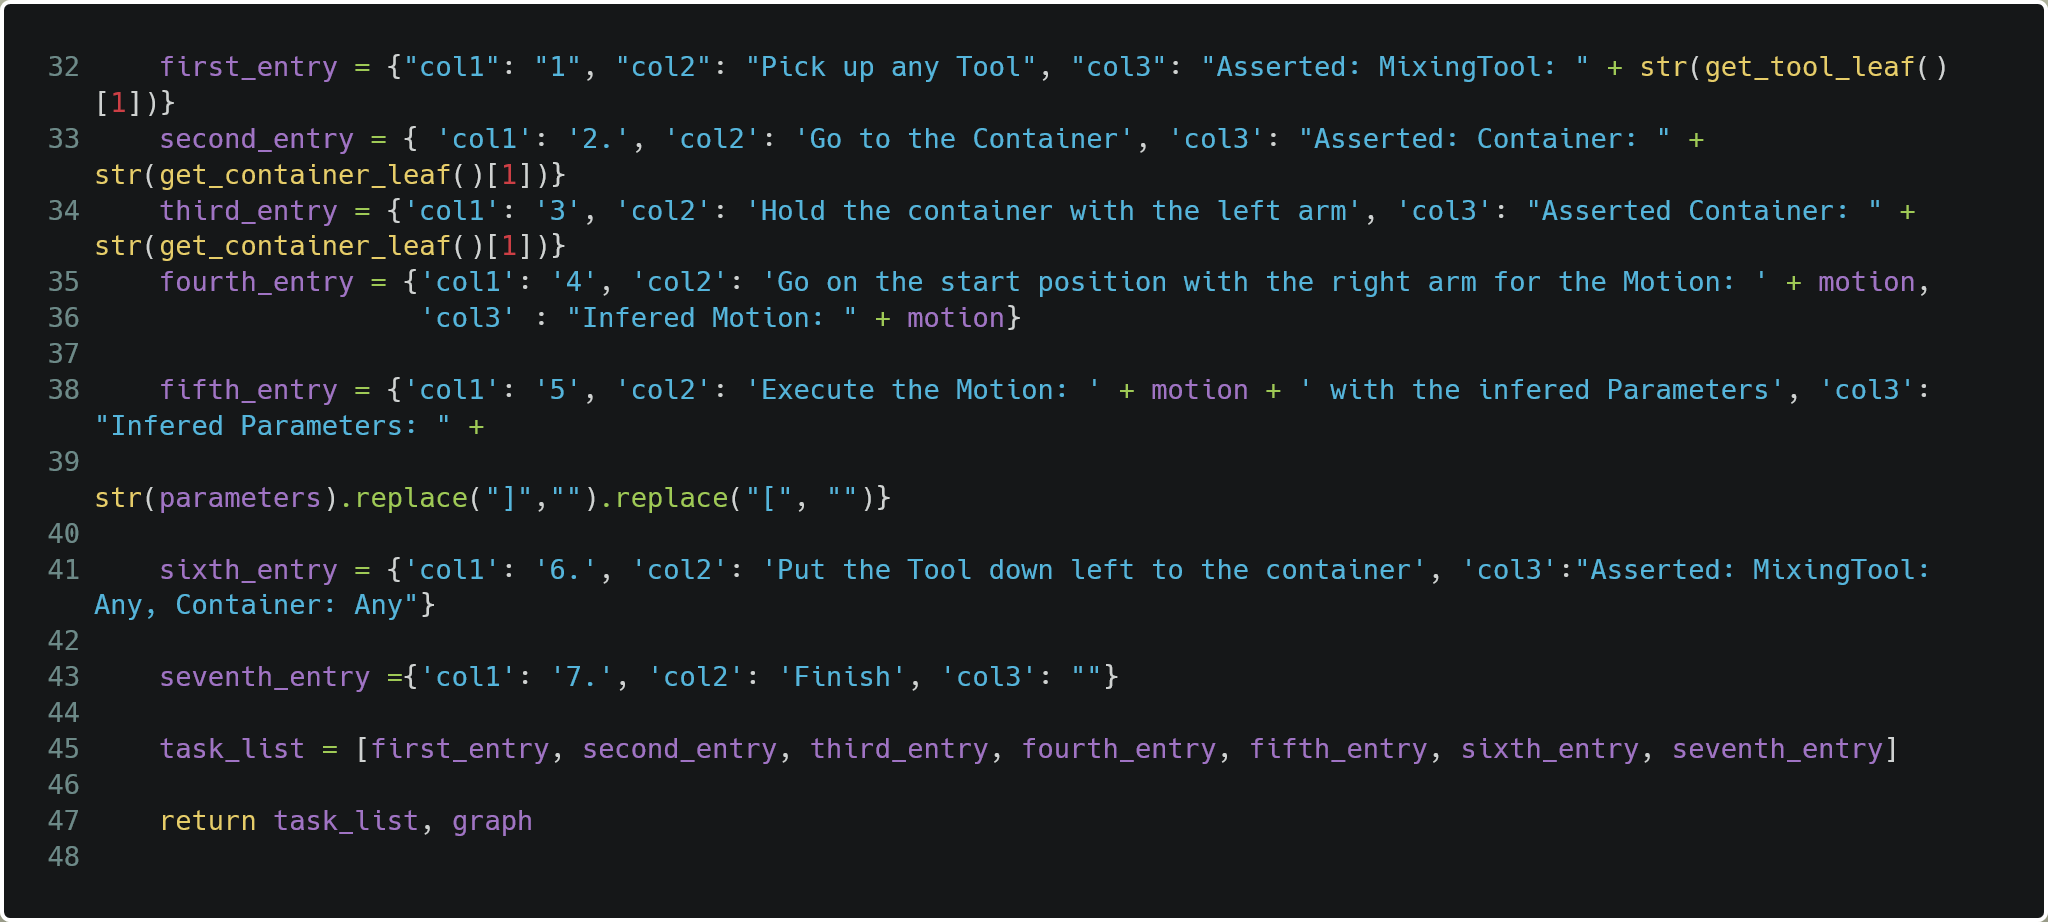 32     first_entry = {"col1": "1", "col2": "Pick up any Tool", "col3": "Asserted: MixingTool: " + str(get_tool_leaf()
[1])}
33     second_entry = { 'col1': '2.', 'col2': 'Go to the Container', 'col3': "Asserted: Container: " +
str(get_container_leaf()[1])}
34     third_entry = {'col1': '3', 'col2': 'Hold the container with the left arm', 'col3': "Asserted Container: " +
str(get_container_leaf()[1])}
35     fourth_entry = {'col1': '4', 'col2': 'Go on the start position with the right arm for the Motion: ' + motion,
36                     'col3' : "Infered Motion: " + motion}
37
38     fifth_entry = {'col1': '5', 'col2': 'Execute the Motion: ' + motion + ' with the infered Parameters', 'col3':
"Infered Parameters: " +
39
str(parameters).replace("]","").replace("[", "")}
40
41     sixth_entry = {'col1': '6.', 'col2': 'Put the Tool down left to the container', 'col3':"Asserted: MixingTool:
Any, Container: Any"}
42
43     seventh_entry ={'col1': '7.', 'col2': 'Finish', 'col3': ""}
44
45     task_list = [first_entry, second_entry, third_entry, fourth_entry, fifth_entry, sixth_entry, seventh_entry]
46
47     return task_list, graph
48